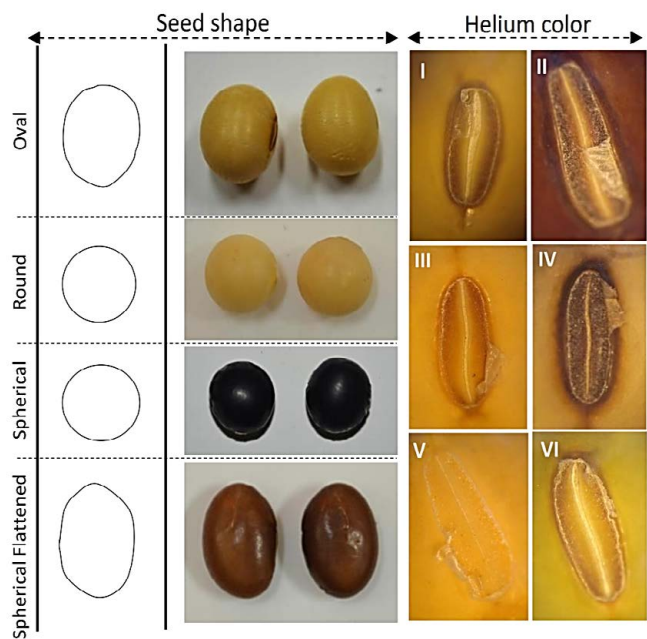 Seed shape
Helium color
Oval
Round
Spherical
Spherical Flattened
I
II
III
IV
V
VI